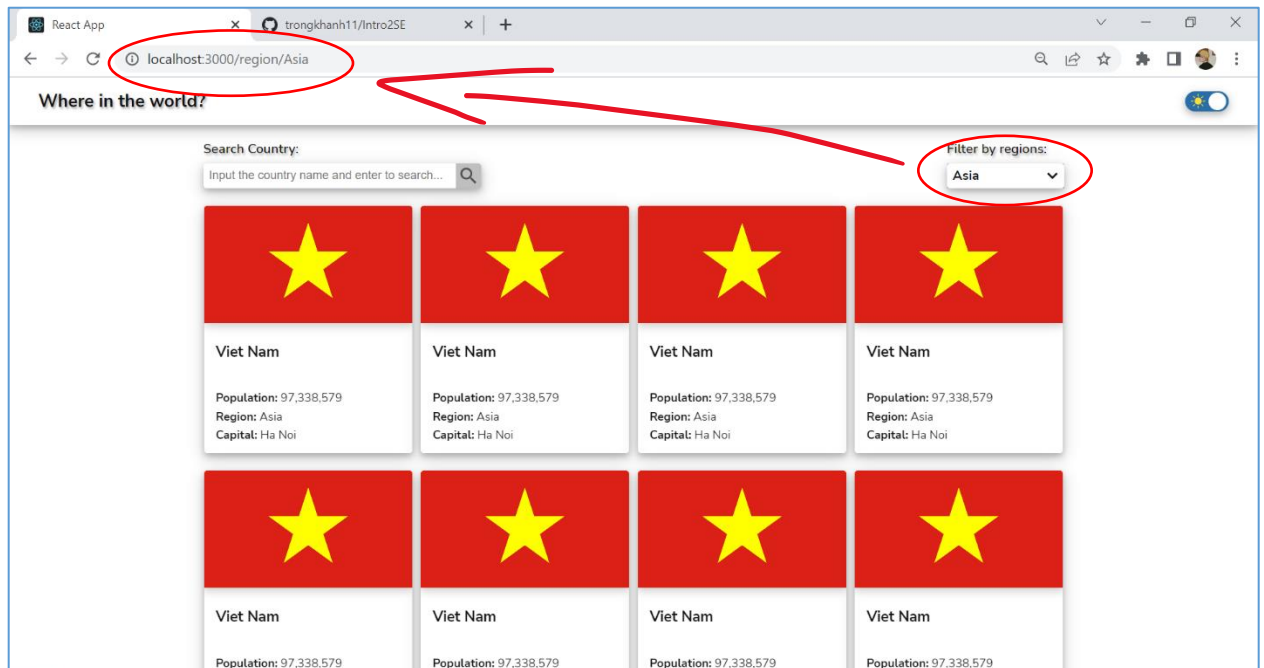 React App
trongkhanh11/Intro2SE
localhost:3000/region/Asia
Where in the world?
Search Country:
Filter by regions:
Input the country name and enter to search...
Asia
Viet Nam
Viet Nam
Viet Nam
Viet Nam
Population: 97,338,579
Population: 97,338,579
Population: 97,338,579
Population: 97,338,579
Region: Asia
Region: Asia
Region: Asia
Region: Asia
Capital: Ha Noi
Capital: Ha Noi
Capital: Ha Noi
Capital: Ha Noi
Viet Nam
Viet Nam
Viet Nam
Viet Nam
Population: 97,338,579
Population: 97,338,579
Population: 97,338,579
Population: 97,338,579